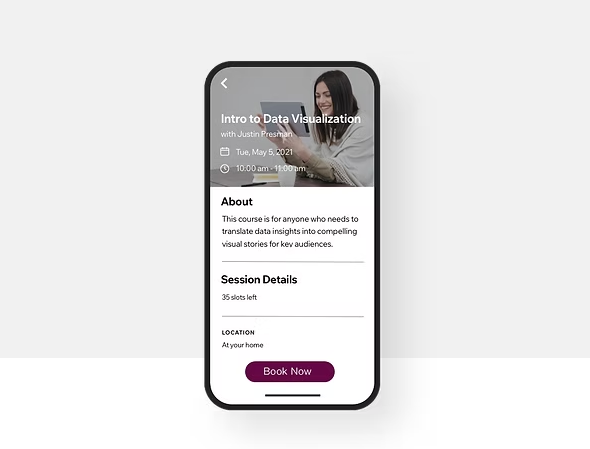 Intro to Data Visualization
with Justin Presman
Tue, May 5, 2021
10:00 am - 11:00 am
About
This course is for anyone who needs to
translate data insights into compelling
visual stories for key audiences.
Session Details
35 slots left
LOCATION
At your home
Book Now